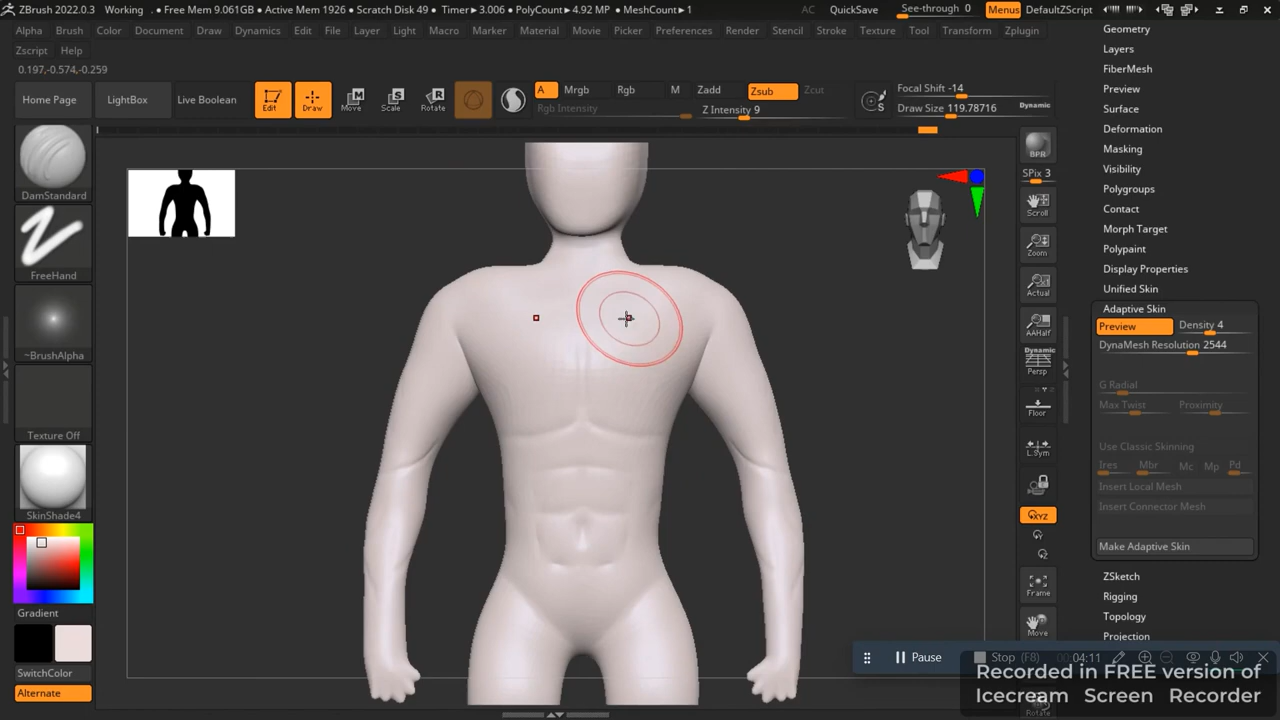 ZBrush 2022.0.3 Working Free Mem 9.061GB Active Mem 1926 Scratch Disk 49 Timer▶3.006 PolyCount▶4.92 MP MeshCount▶1 AC QuickSave See-through 0 Menus DefaultZScript
Alpha Brush Color Document Draw Dynamics Edit File Layer Light Macro Marker Material Movie Picker Preferences Render Stencil Stroke Texture Tool Transform Zplugin
Zscript Help
0.197,-0.574,-0.259
Home Page LightBox Live Boolean Edit Draw Move Scale Rotate A Mrgb Rgb M Zadd Zsub Zcut
Rgb Intensity Z Intensity 9
Focal Shift -14
Draw Size 119.78716 Dynamic
DamStandard
FreeHand
~BrushAlpha
Texture Off
SkinShade4
Gradient
SwitchColor
Alternate
BPR
SPix 3
Scroll
Zoom
Actual
AAHalf
Dynamic
Persp
Floor
L.Sym
XYZ
Frame
Move
Rotate
Geometry
Layers
FiberMesh
Preview
Surface
Deformation
Masking
Visibility
Polygroups
Contact
Morph Target
Polypaint
Display Properties
Unified Skin
Adaptive Skin
Preview Density 4
DynaMesh Resolution 2544
G Radial
Max Twist Proximity
Use Classic Skinning
Ires Mbr Mc Mp Pd
Insert Local Mesh
Insert Connector Mesh
Make Adaptive Skin
ZSketch
Rigging
Topology
Projection
Pause Stop (F8) 00:04:11
Recorded in FREE version of
Icecream Screen Recorder